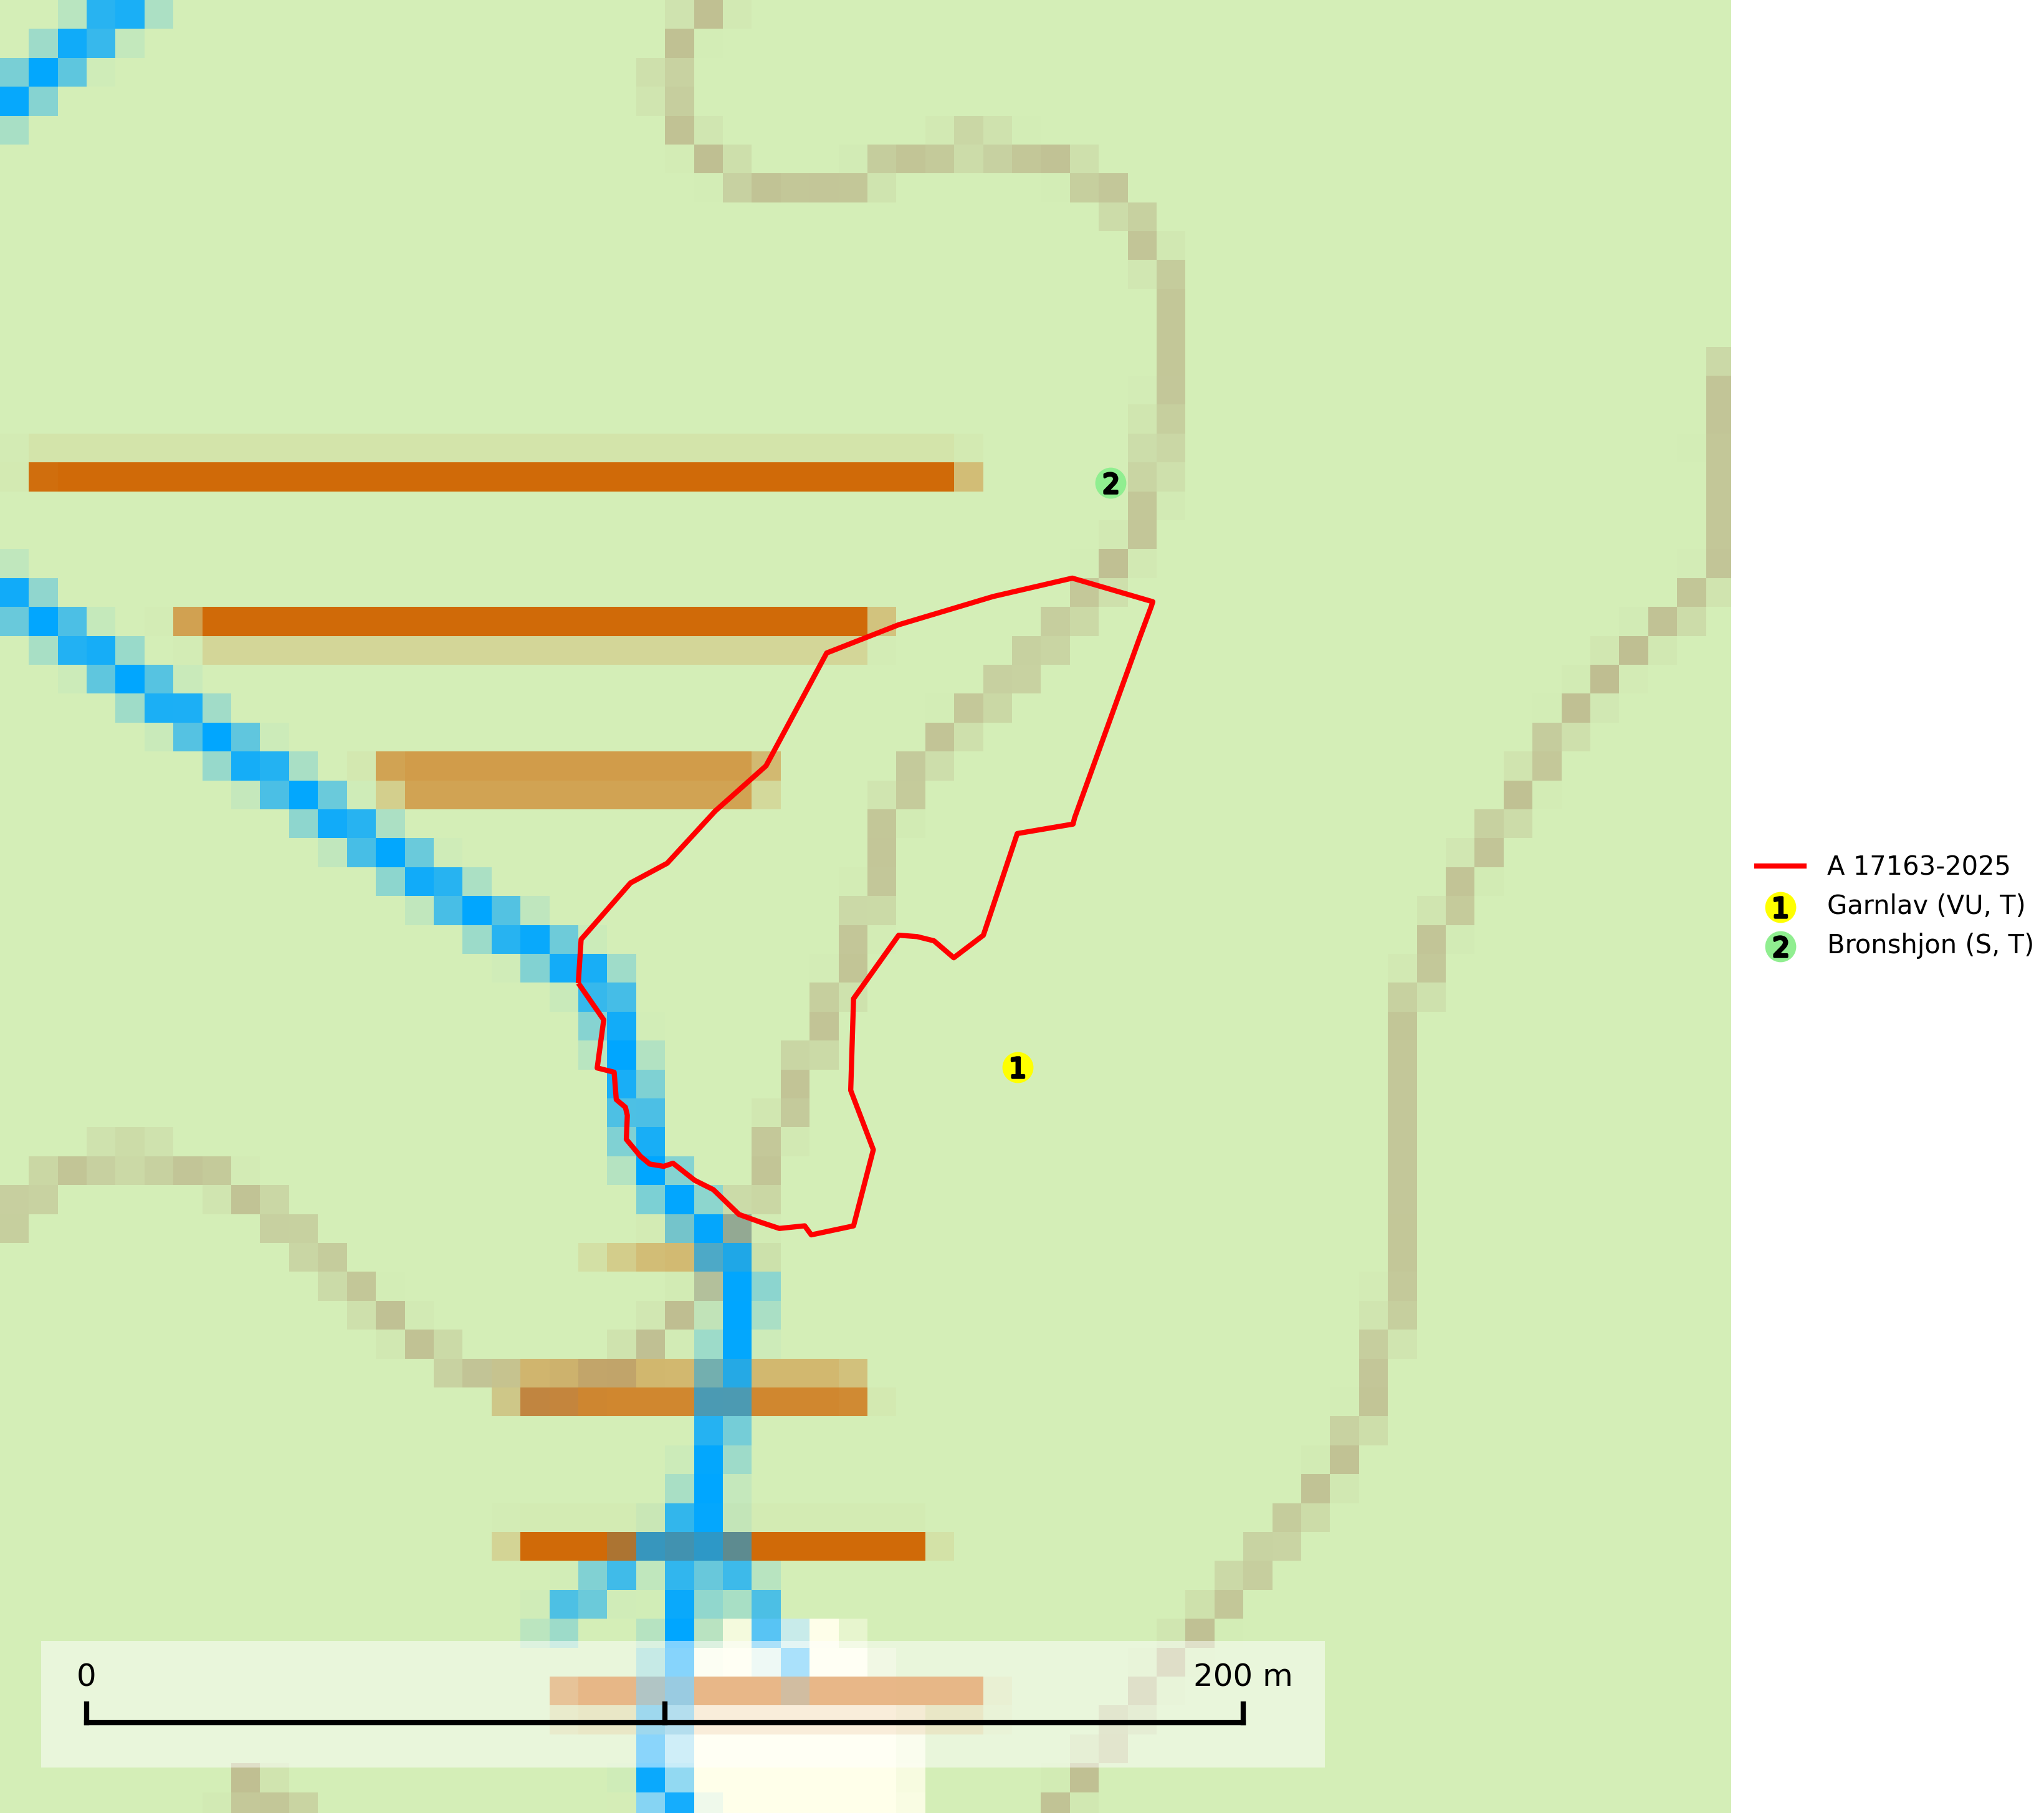 2
1
A 17163-2025
1 Garnlav (VU, T)
2 Bronshjon (S, T)
0 200 m